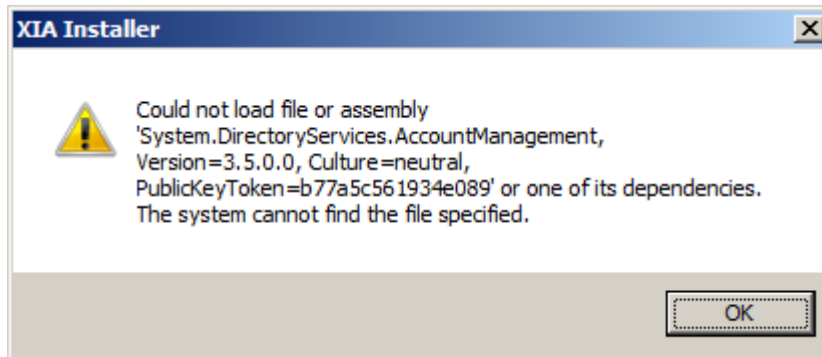 XIA Installer
Could not load file or assembly
'System.DirectoryServices.AccountManagement,
Version=3.5.0.0, Culture=neutral,
PublicKeyToken=b77a5c561934e089' or one of its dependencies.
The system cannot find the file specified.
OK